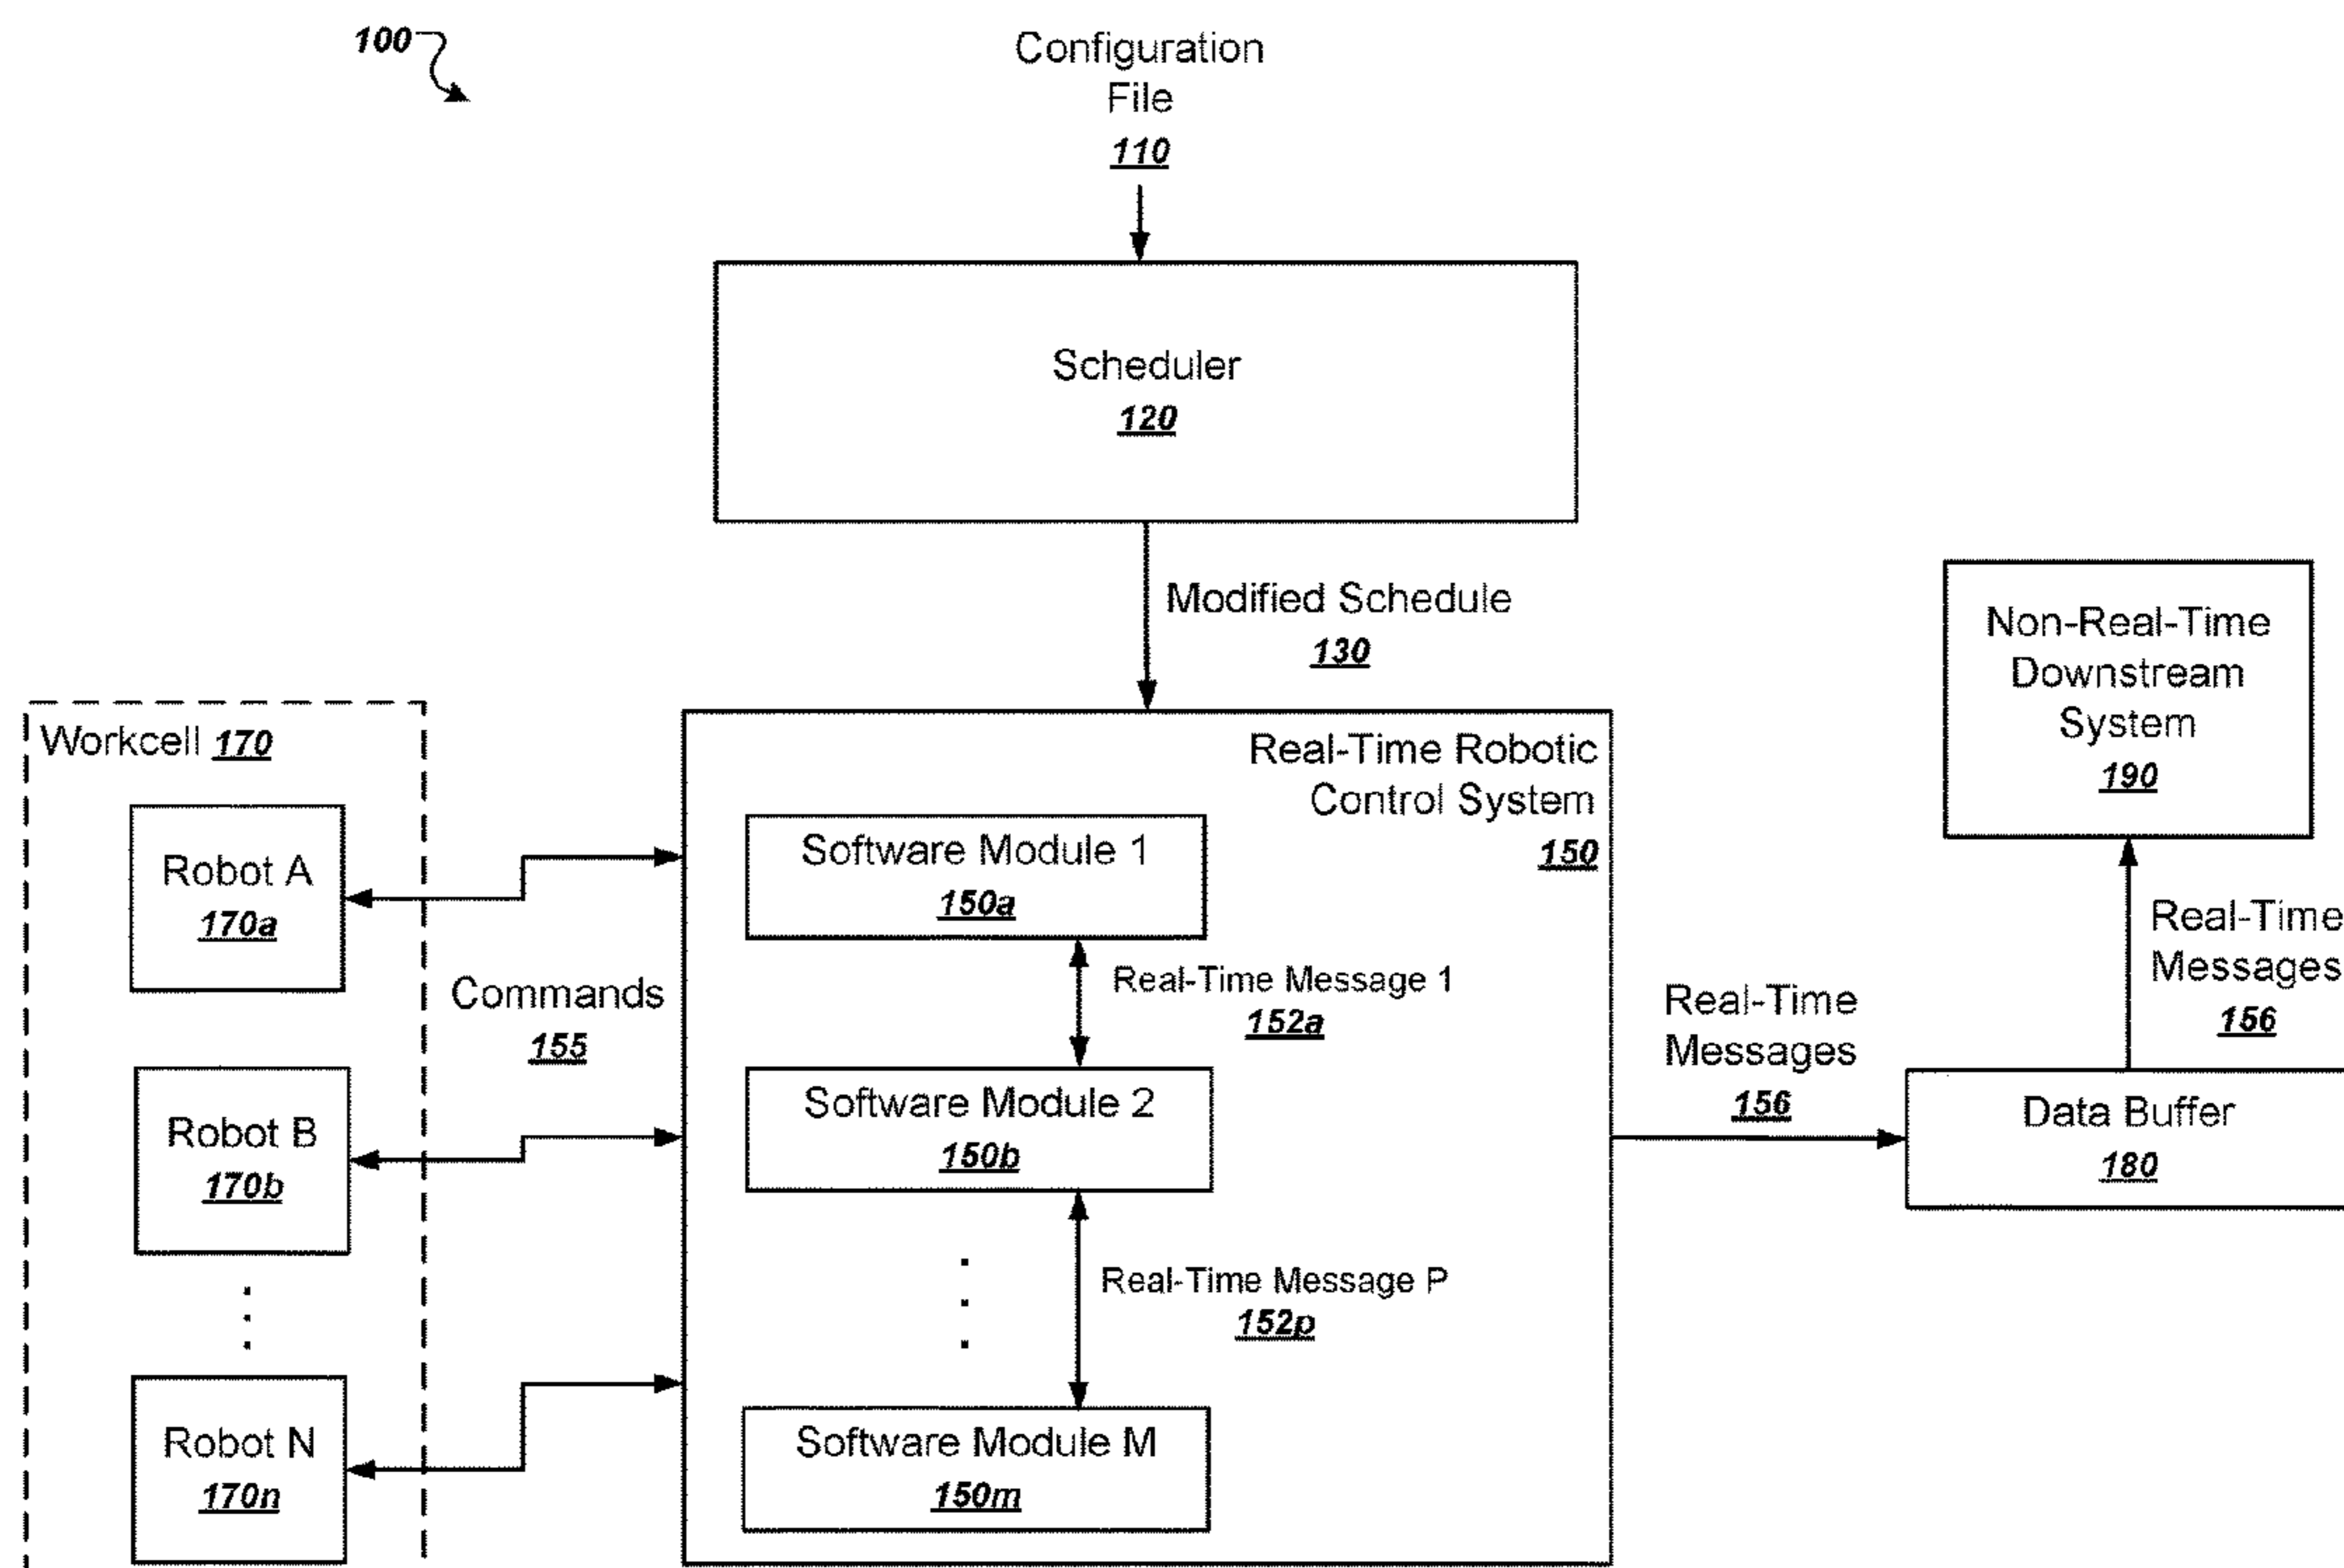 100
Configuration
File
110
Scheduler
120
Modified Schedule
130
Non-Real-Time
Downstream
System
190
Workcell 170
Robot A
170a
Commands
155
Robot B
170b
Robot N
170n
Real-Time Robotic
Control System
150
Software Module 1
150a
Real-Time Message 1
152a
Software Module 2
150b
Real-Time Message P
152p
Software Module M
150m
Real-Time
Messages
156
Real-Time
Messages
156
Data Buffer
180